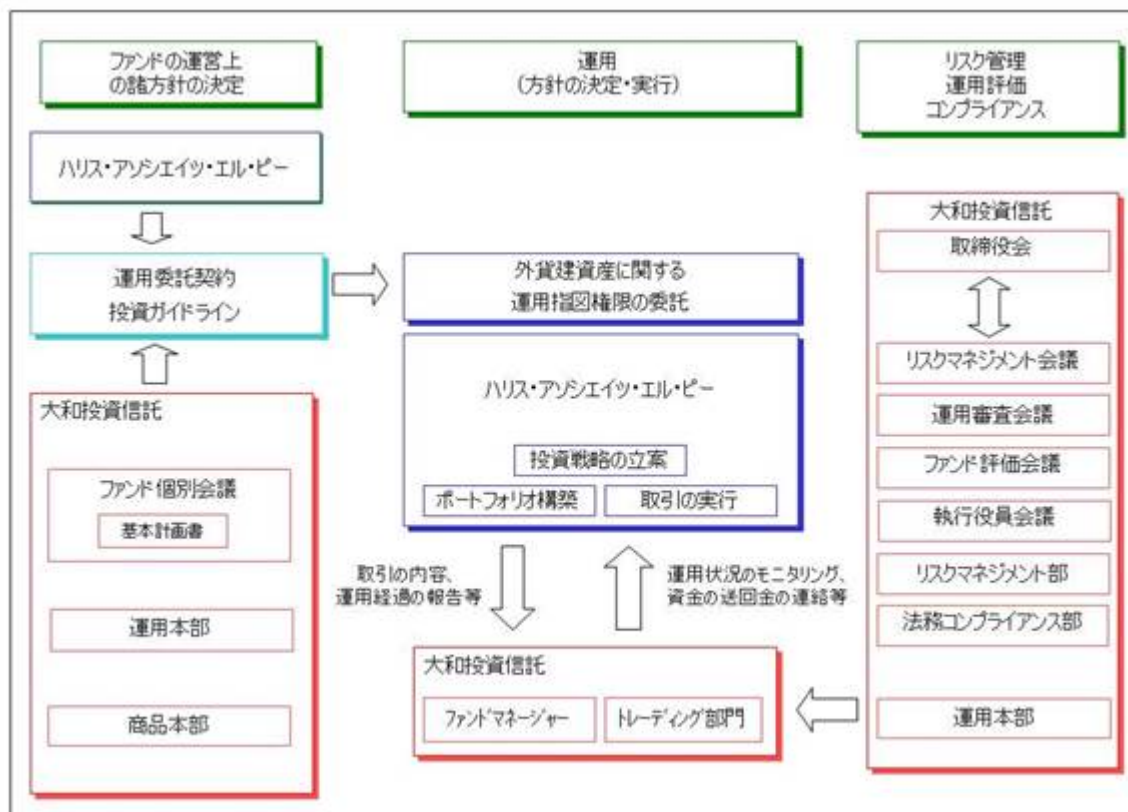 ファンドの運営上
の諸方針の決定
運用
(方針の決定・実行)
リスク管理
運用評価
コンプライアンス
ハリス・アソシエイツ・エル・ピー
運用委託契約
投資ガイドライン
大和投資信託
ファンド個別会議
基本計画書
運用本部
商品本部
外貨建資産に関する
運用指図権限の委託
ハリス・アソシエイツ・エル・ピー
投資戦略の立案
ポートフォリオ構築
取引の実行
取引の内容、
運用経過の報告等
運用状況のモニタリング、
資金の送回金の連絡等
大和投資信託
ファンドマネージャー
トレーディング部門
大和投資信託
取締役会
リスクマネジメント会議
運用審査会議
ファンド評価会議
執行役員会議
リスクマネジメント部
法務コンプライアンス部
運用本部